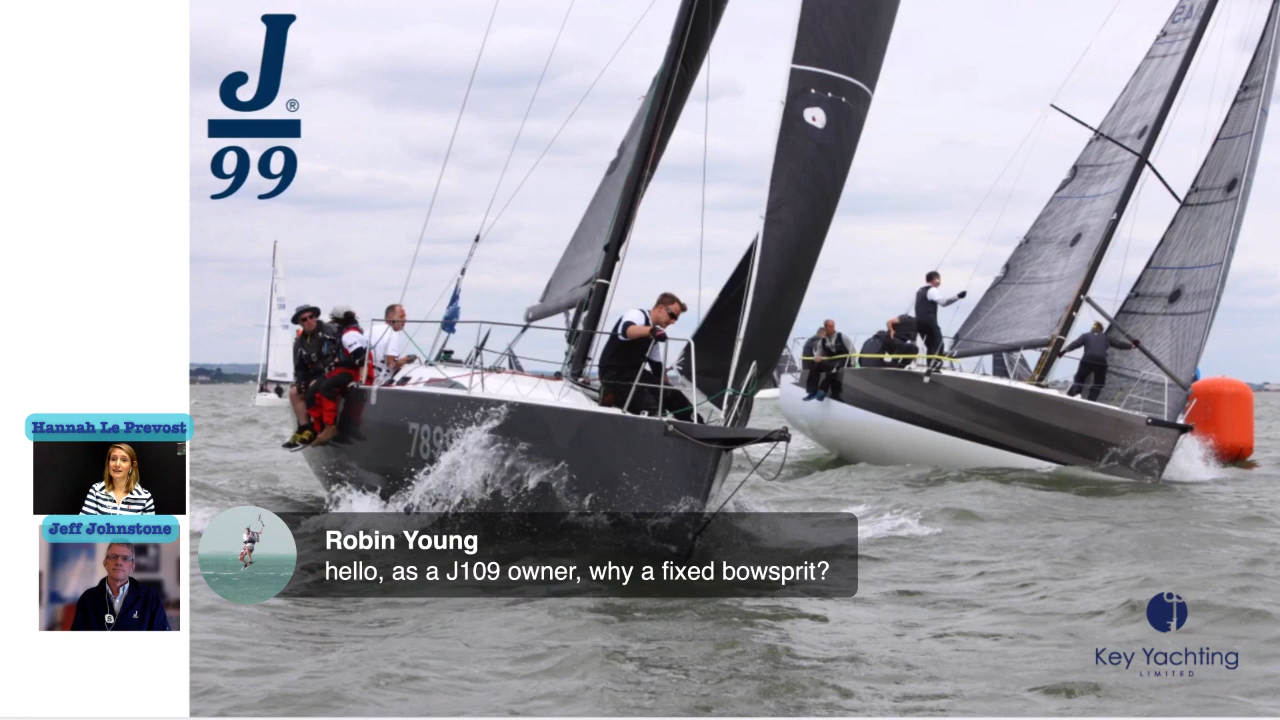 J®
99
Hannah Le Prevost
Jeff Johnstone
Robin Young
hello, as a J109 owner, why a fixed bowsprit?
Key Yachting
LIMITED